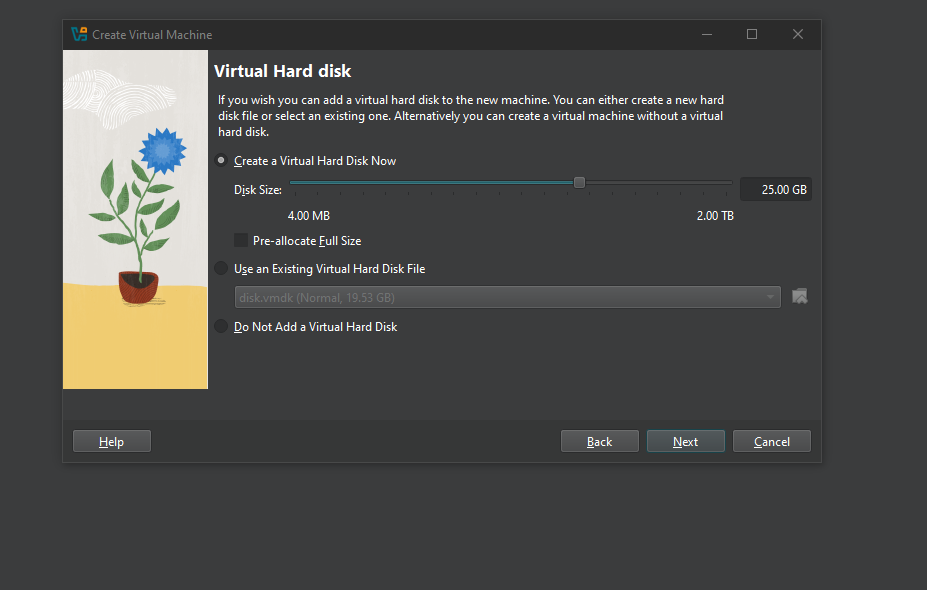 Create Virtual Machine
Virtual Hard disk
If you wish you can add a virtual hard disk to the new machine. You can either create a new hard
disk file or select an existing one. Alternatively you can create a virtual machine without a virtual
hard disk.
Create a Virtual Hard Disk Now
Disk Size:
25.00 GB
4.00 MB
2.00 TB
Pre-allocate Full Size
Use an Existing Virtual Hard Disk File
disk.vmdk (Normal, 19.53 GB)
Do Not Add a Virtual Hard Disk
Help
Back
Next
Cancel